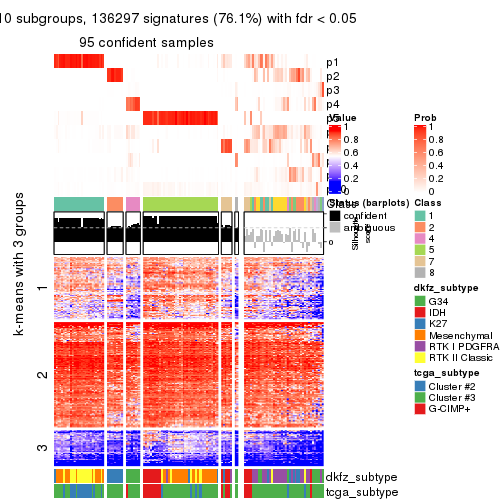 10 subgroups, 136297 signatures (76.1%) with fdr < 0.05
95 confident samples
p1
p2
p3
p4
k-means with 3 groups
1
2
3
Value
1
0.8
0.6
0.4
0.2
0
Prob
1
0.8
0.6
0.4
0.2
0
Status (barplots)
confident
ambiguous
Silhouette
score
0
Class
1
2
4
5
7
8
dkfz_subtype
G34
IDH
K27
Mesenchymal
RTK I PDGFRA
RTK II Classic
tcga_subtype
Cluster #2
Cluster #3
G-CIMP+
dkfz_subtype
tcga_subtype